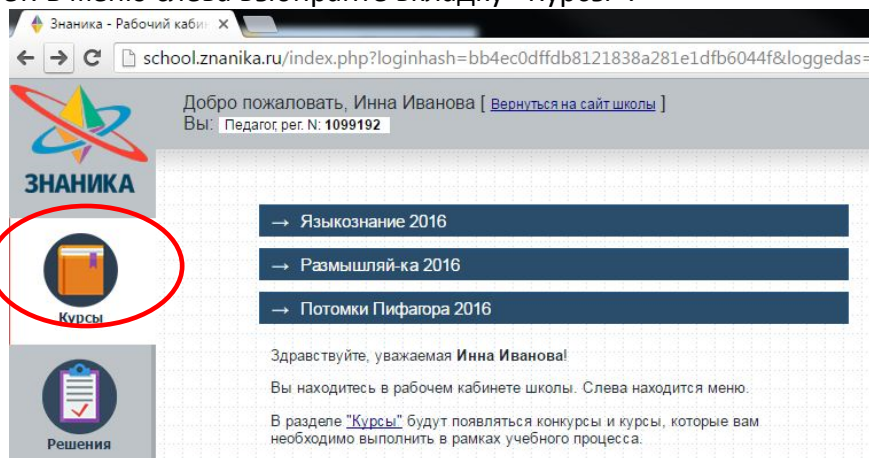 Знаника - Рабочий каби
school.znanika.ru/index.php?loginhash=bb4ec0dffdb8121838a281e1dfb6044f&loggedas=
Добро пожаловать, Инна Иванова [ Вернуться на сайт школы ]
Вы: Педагог, рег. N: 1099192
ЗНАНИКА
→ Языкознание 2016
→ Размышляй-ка 2016
→ Потомки Пифагора 2016
Курсы
Здравствуйте, уважаемая Инна Иванова!
Вы находитесь в рабочем кабинете школы. Слева находится меню.
В разделе "Курсы" будут появляться конкурсы и курсы, которые вам
необходимо выполнить в рамках учебного процесса.
Решения